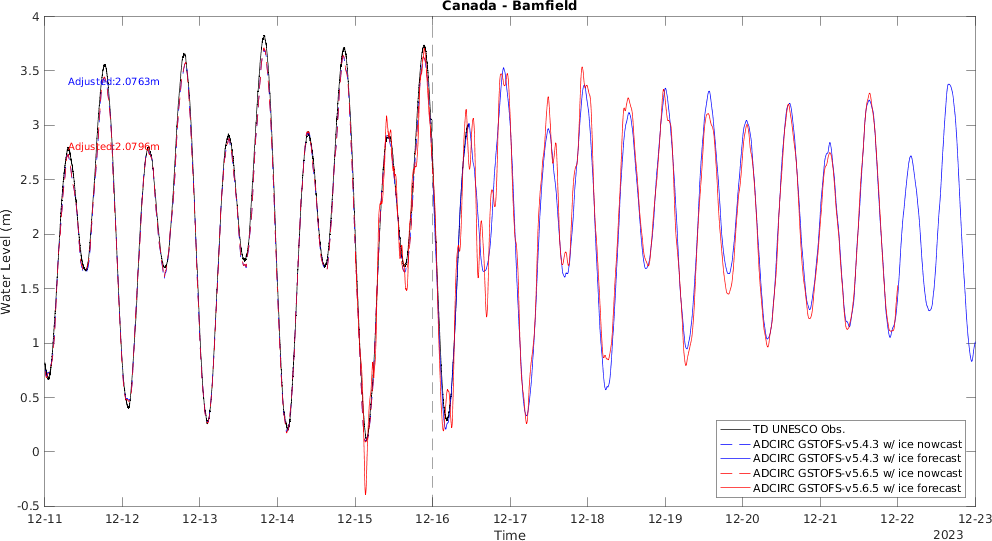 Canada - Bamfield
Water Level (m)
4
3.5
3
2.5
2
1.5
1
0.5
0
-0.5
Adjusted:2.0763m
Adjusted:2.0796m
TD UNESCO Obs.
ADCIRC GSTOFS-v5.4.3 w/ ice nowcast
ADCIRC GSTOFS-v5.4.3 w/ ice forecast
ADCIRC GSTOFS-v5.6.5 w/ ice nowcast
ADCIRC GSTOFS-v5.6.5 w/ ice forecast
12-11 12-12 12-13 12-14 12-15 12-16 12-17 12-18 12-19 12-20 12-21 12-22 12-23
Time
2023